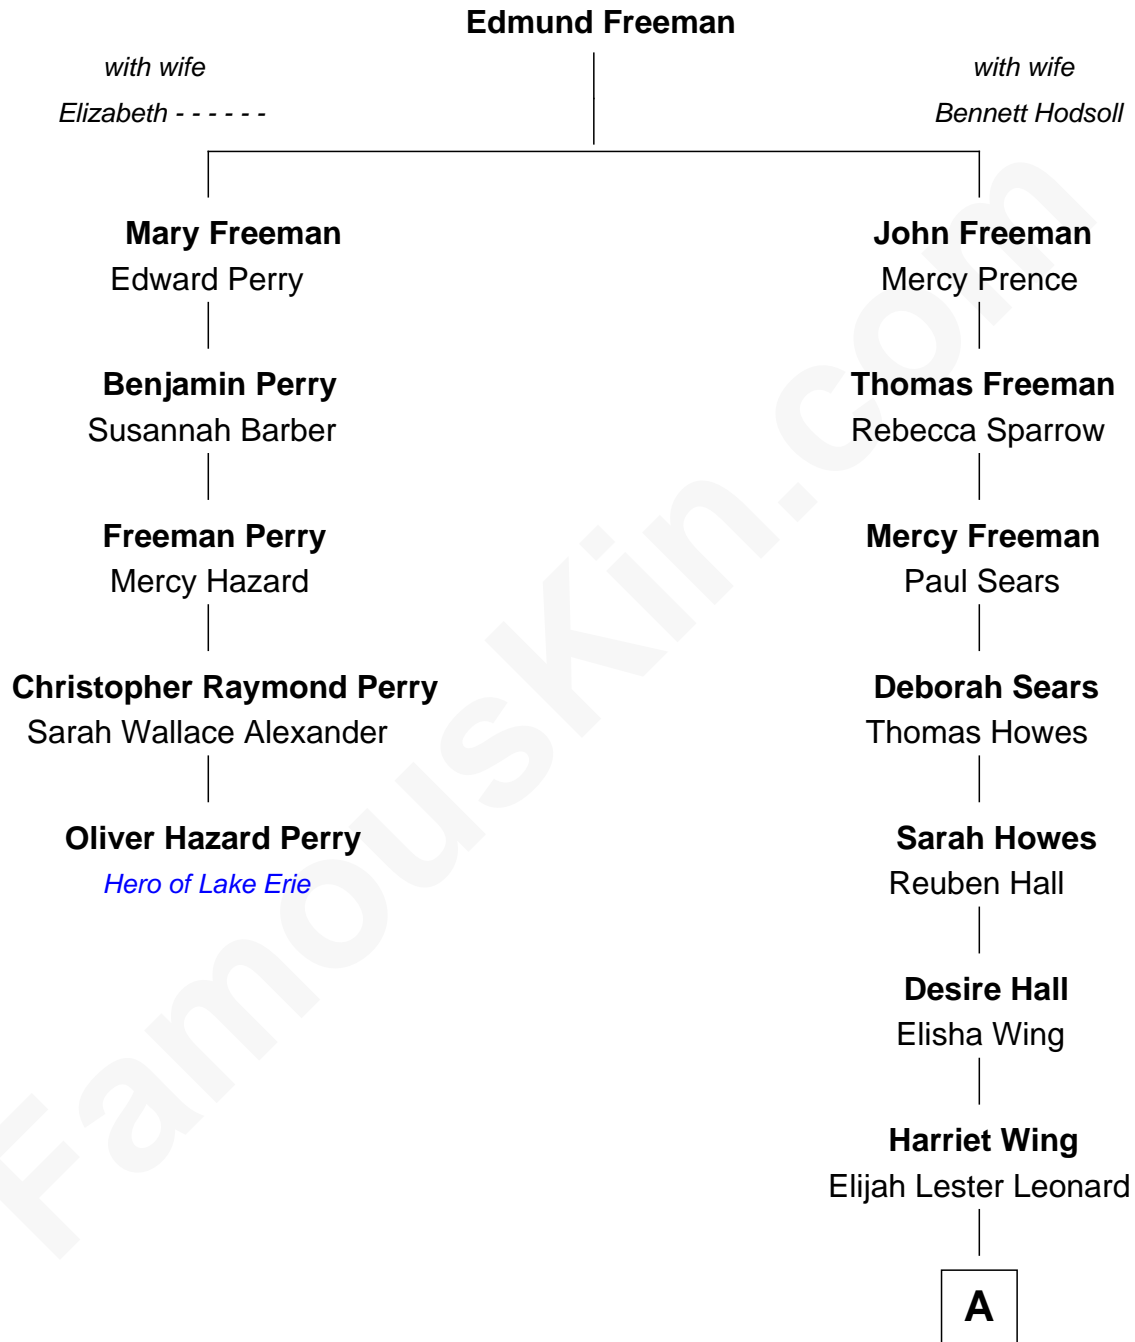 Edmund Freeman
with wife
Elizabeth - - - - - -
with wife
Bennett Hodsoll
Mary Freeman
Edward Perry
John Freeman
Mercy Prence
Benjamin Perry
Susannah Barber
Thomas Freeman
Rebecca Sparrow
Freeman Perry
Mercy Hazard
Mercy Freeman
Paul Sears
Christopher Raymond Perry
Sarah Wallace Alexander
Deborah Sears
Thomas Howes
Oliver Hazard Perry
Hero of Lake Erie
Sarah Howes
Reuben Hall
Desire Hall
Elisha Wing
Harriet Wing
Elijah Lester Leonard
A
FamousKin.com